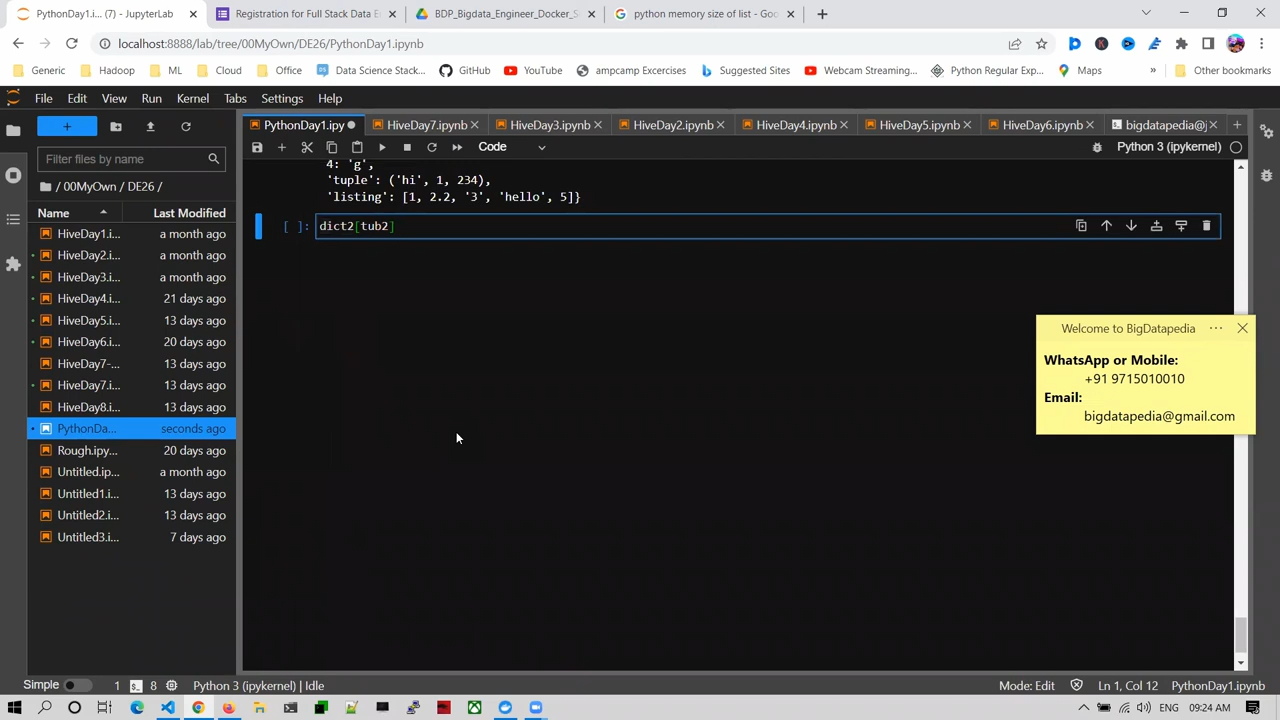 PythonDay1.i... (7) - JupyterLab
Registration for Full Stack Data E
BDP_Bigdata_Engineer_Docker_S
python memory size of list - Goo
localhost:8888/lab/tree/00MyOwn/DE26/PythonDay1.ipynb
Generic
Hadoop
ML
Cloud
Office
Data Science Stack...
GitHub
YouTube
ampcamp Excercises
Suggested Sites
Webcam Streaming...
Python Regular Exp...
Maps
»
Other bookmarks
File Edit View Run Kernel Tabs Settings Help
PythonDay1.ipy
HiveDay7.ipynb
HiveDay3.ipynb
HiveDay2.ipynb
HiveDay4.ipynb
HiveDay5.ipynb
HiveDay6.ipynb
bigdatapedia@j
Code
Python 3 (ipykernel)
Filter files by name
/ 00MyOwn / DE26 /
Name Last Modified
HiveDay1.i... a month ago
HiveDay2.i... a month ago
HiveDay3.i... a month ago
HiveDay4.i... 21 days ago
HiveDay5.i... 13 days ago
HiveDay6.i... 20 days ago
HiveDay7-... 13 days ago
HiveDay7.i... 13 days ago
HiveDay8.i... 13 days ago
PythonDa... seconds ago
Rough.ipy... 20 days ago
Untitled.ip... a month ago
Untitled1.i... 13 days ago
Untitled2.i... 13 days ago
Untitled3.i... 7 days ago
4: 'g',
'tuple': ('hi', 1, 234),
'listing': [1, 2.2, '3', 'hello', 5]}
[ ]: dict2[tub2]
Welcome to BigDatapedia
WhatsApp or Mobile:
+91 9715010010
Email:
bigdatapedia@gmail.com
Simple 1 8 Python 3 (ipykernel) | Idle
Mode: Edit Ln 1, Col 12 PythonDay1.ipynb
ENG 09:24 AM